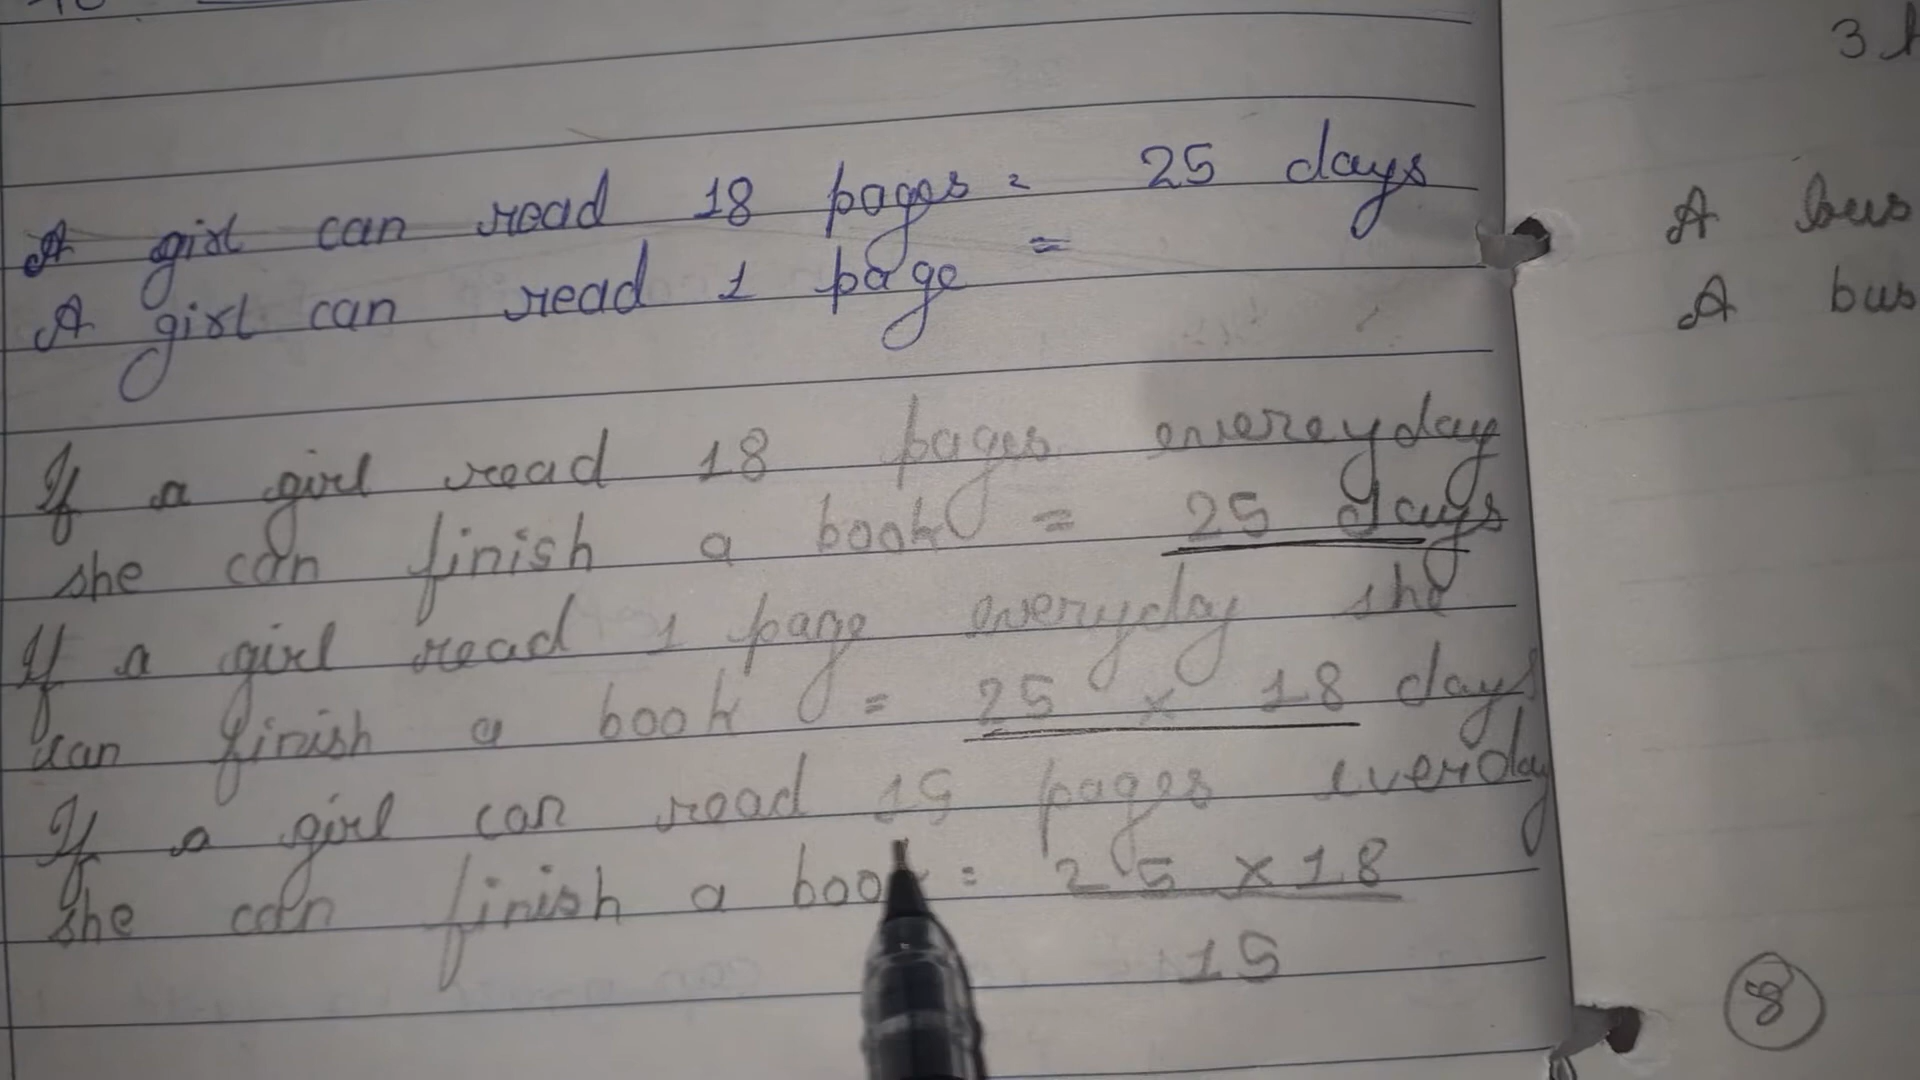 A girl can read 18 pages = 25 days
A girl can read 1 page =
If a girl read 18 pages evereyday
she can finish a book = 25 days
If a girl read 1 page everyday she
can finish a book = 25 × 18 days
If a girl can read 15 pages everday
she can finish a book = 25 × 18
15
3
A bus
A bus
8